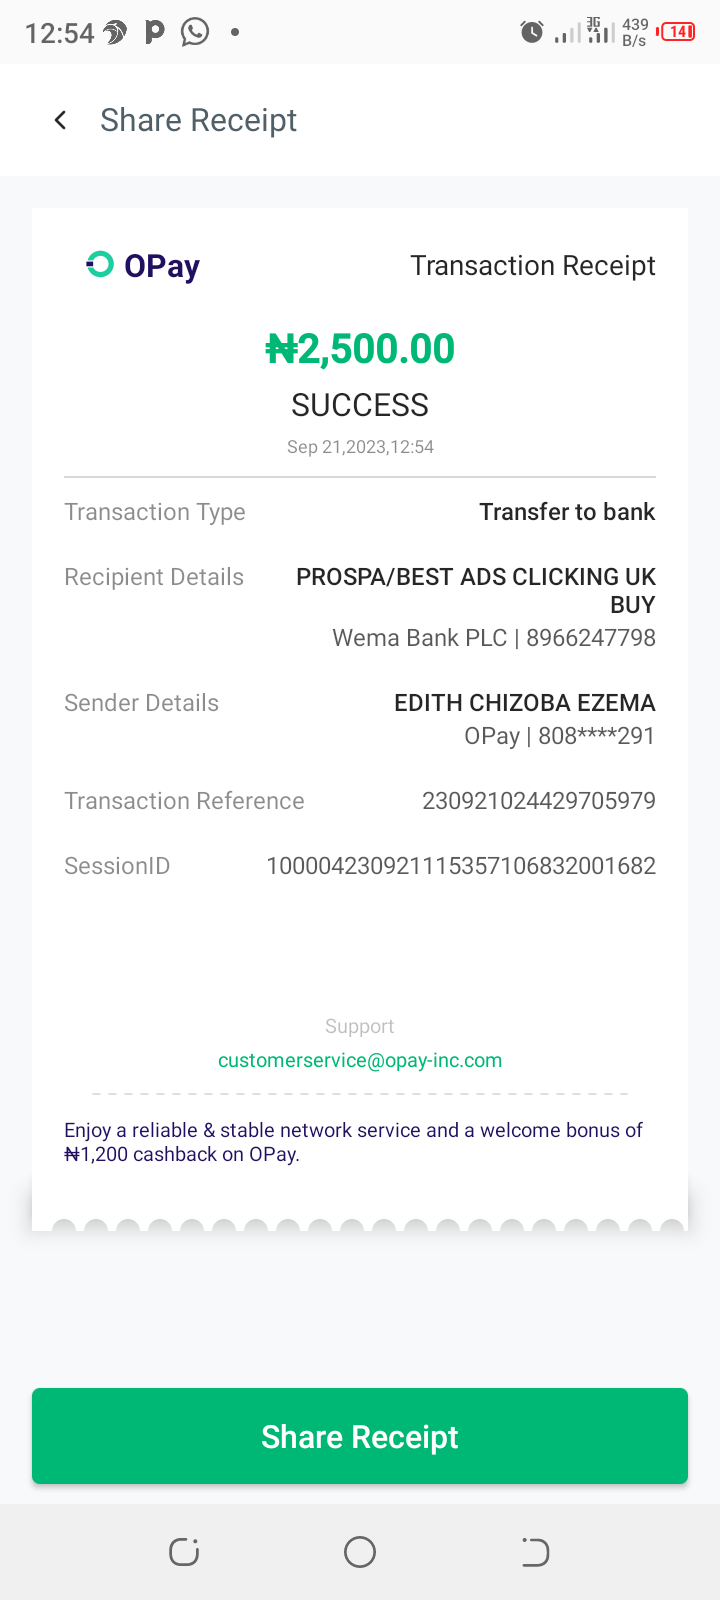 12:54
3G
439
B/s
14
Share Receipt
OPay
Transaction Receipt
₦2,500.00
SUCCESS
Sep 21,2023,12:54
Transaction Type
Transfer to bank
Recipient Details
PROSPA/BEST ADS CLICKING UK
BUY
Wema Bank PLC | 8966247798
Sender Details
EDITH CHIZOBA EZEMA
OPay | 808****291
Transaction Reference
230921024429705979
SessionID
100004230921115357106832001682
Support
customerservice@opay-inc.com
Enjoy a reliable & stable network service and a welcome bonus of
₦1,200 cashback on OPay.
Share Receipt